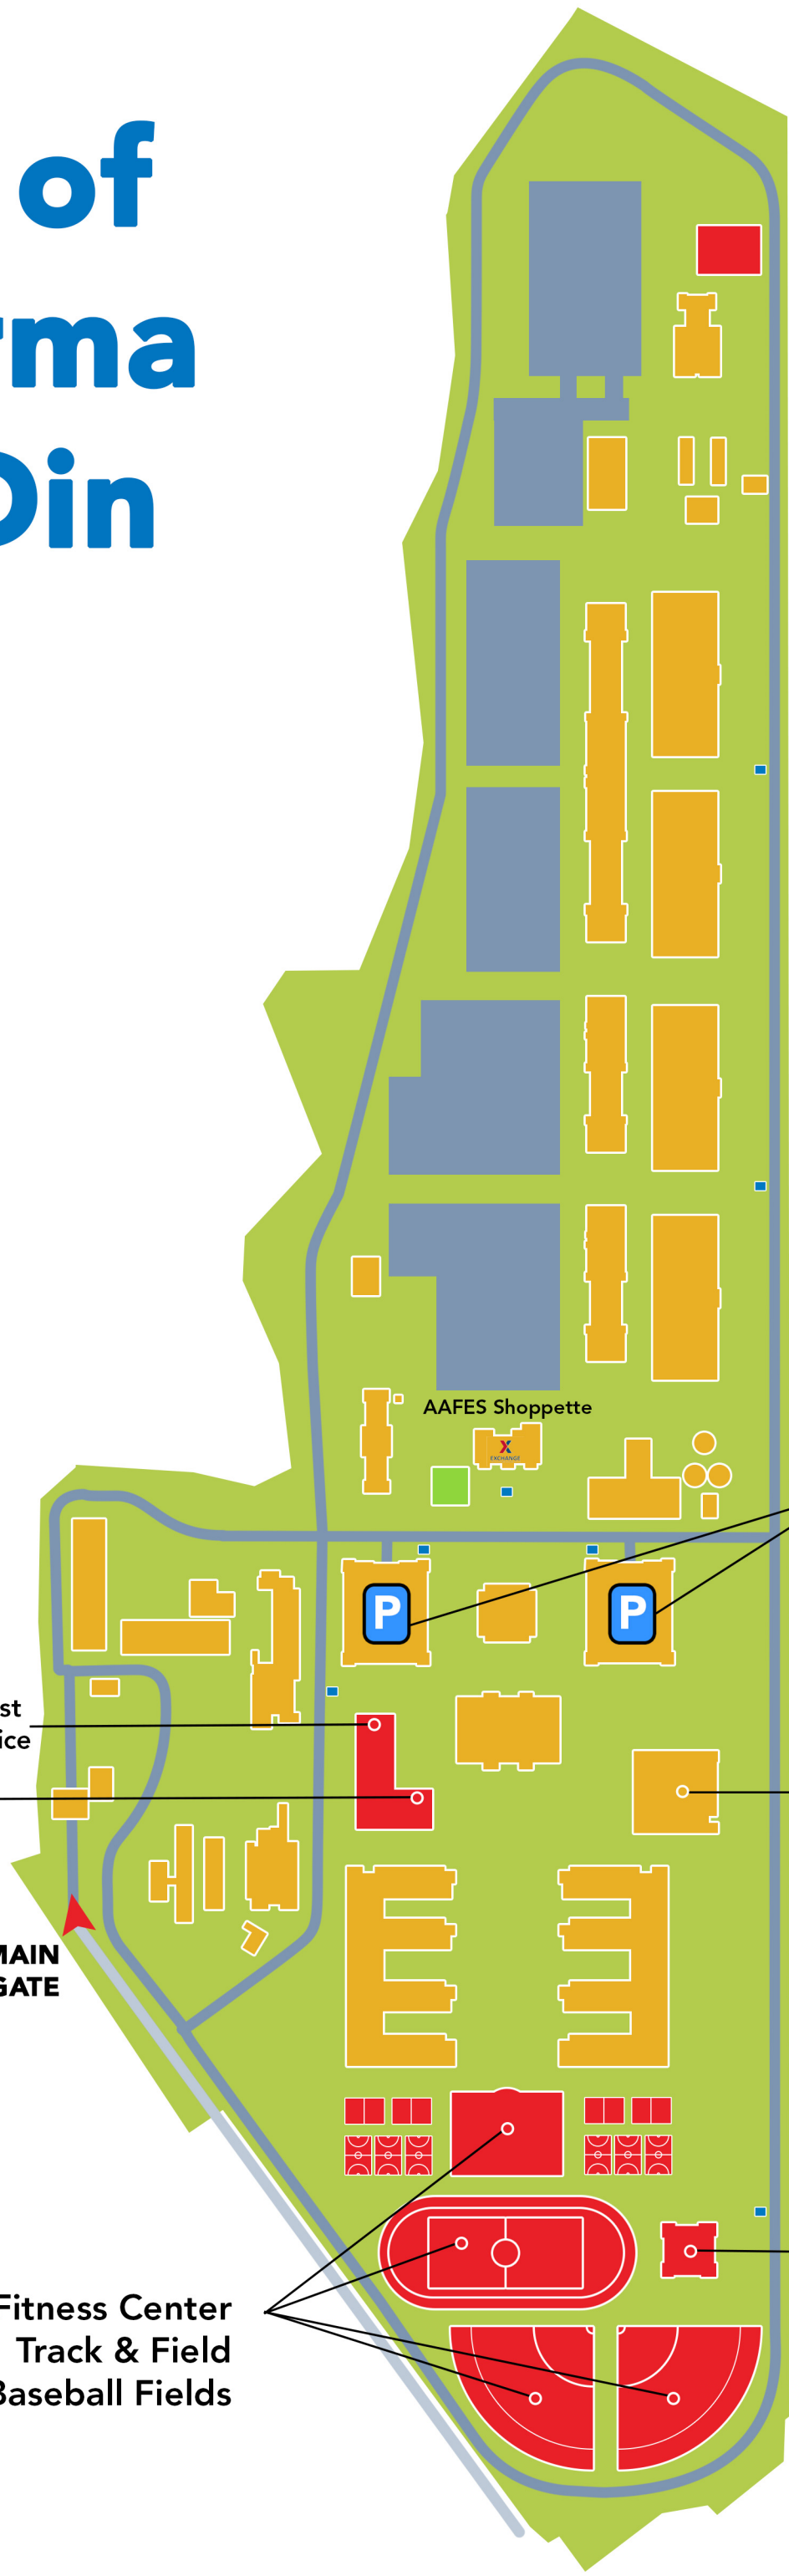 of
rma
Din
AAFES Shoppette
X
EXCHANGE
P
P
st
ice
MAIN
GATE
Fitness Center
Track & Field
Baseball Fields